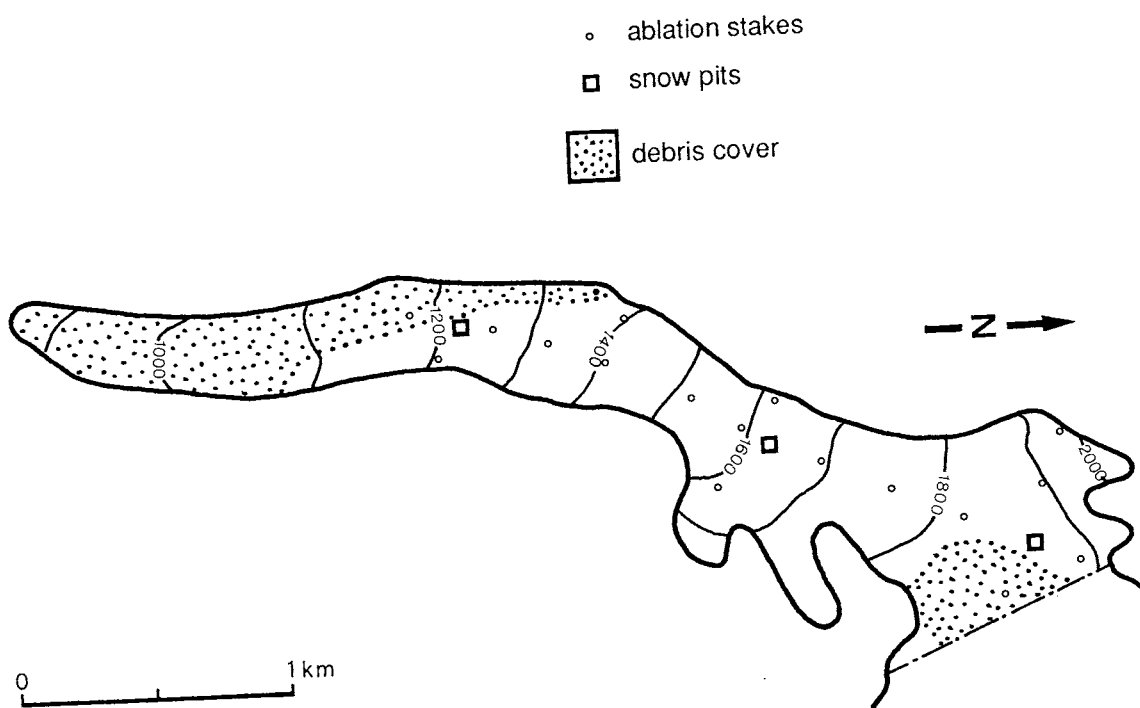 ablation stakes
snow pits
debris cover
1000
1200
1400
1600
1800
2000
N
0
1 km